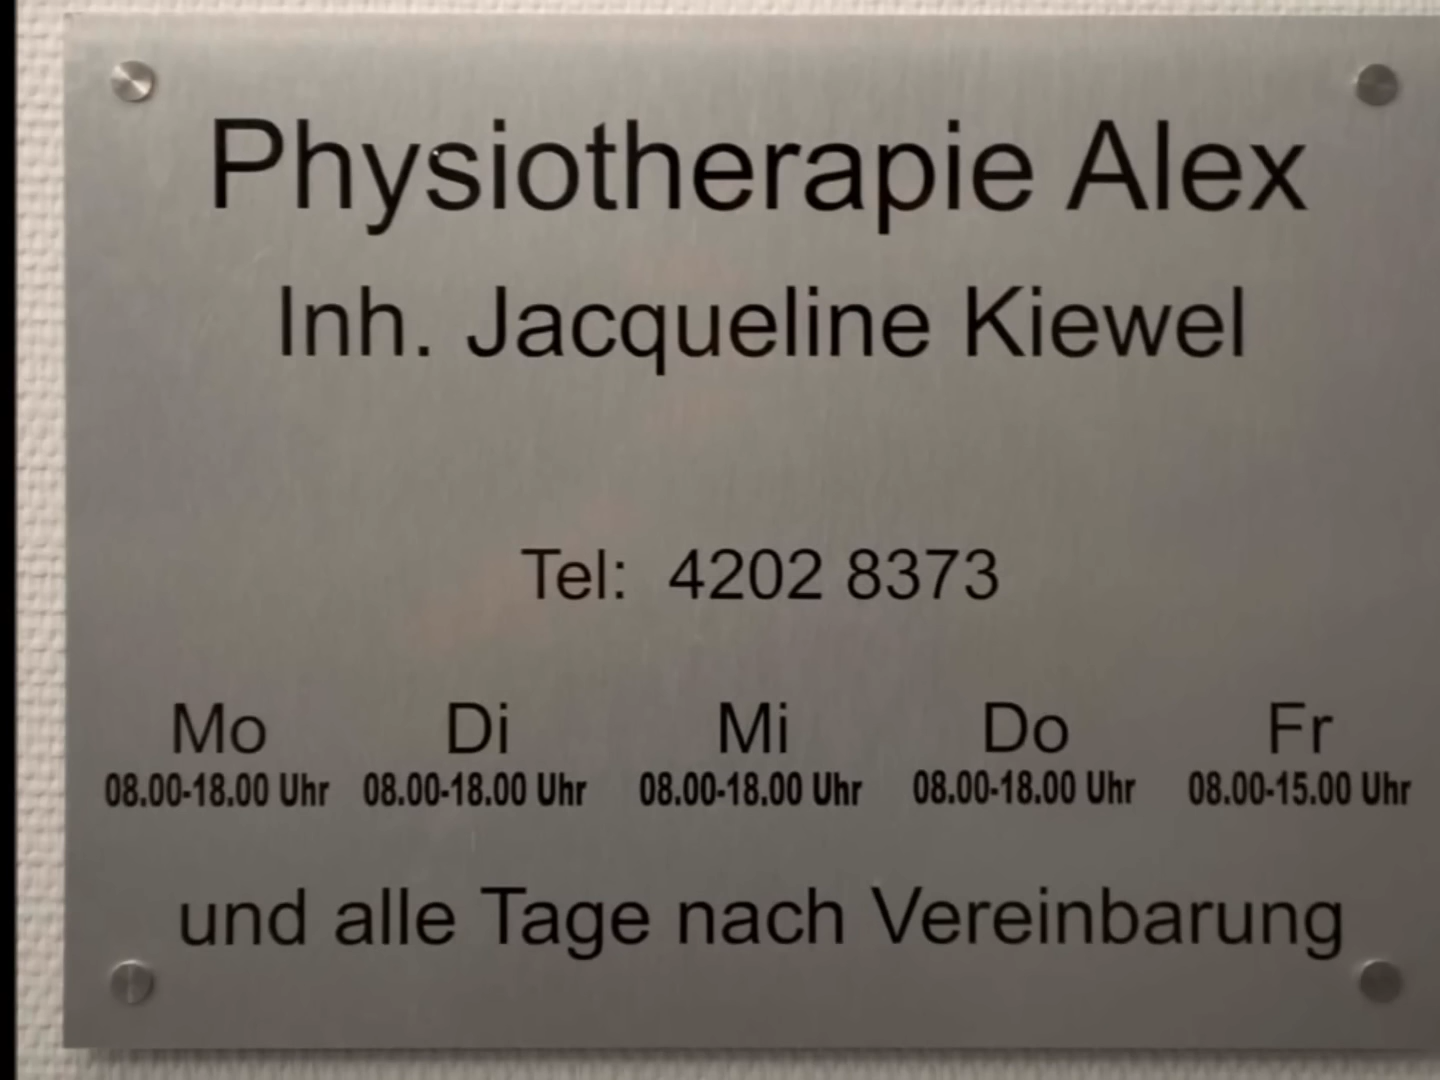 Physiotherapie Alex
Inh. Jacqueline Kiewel
Tel: 4202 8373
Mo Di Mi Do Fr
08.00-18.00 Uhr 08.00-18.00 Uhr 08.00-18.00 Uhr 08.00-18.00 Uhr 08.00-15.00 Uhr
und alle Tage nach Vereinbarung